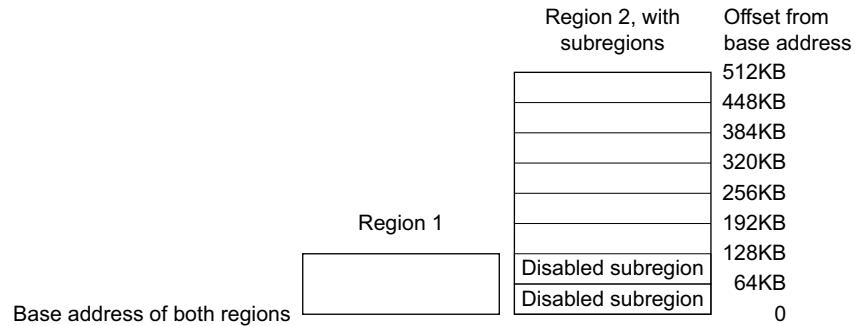 Region 2, with
subregions
Offset from
base address
512KB
448KB
384KB
320KB
256KB
Region 1
192KB
128KB
Disabled subregion
64KB
Disabled subregion
Base address of both regions
0